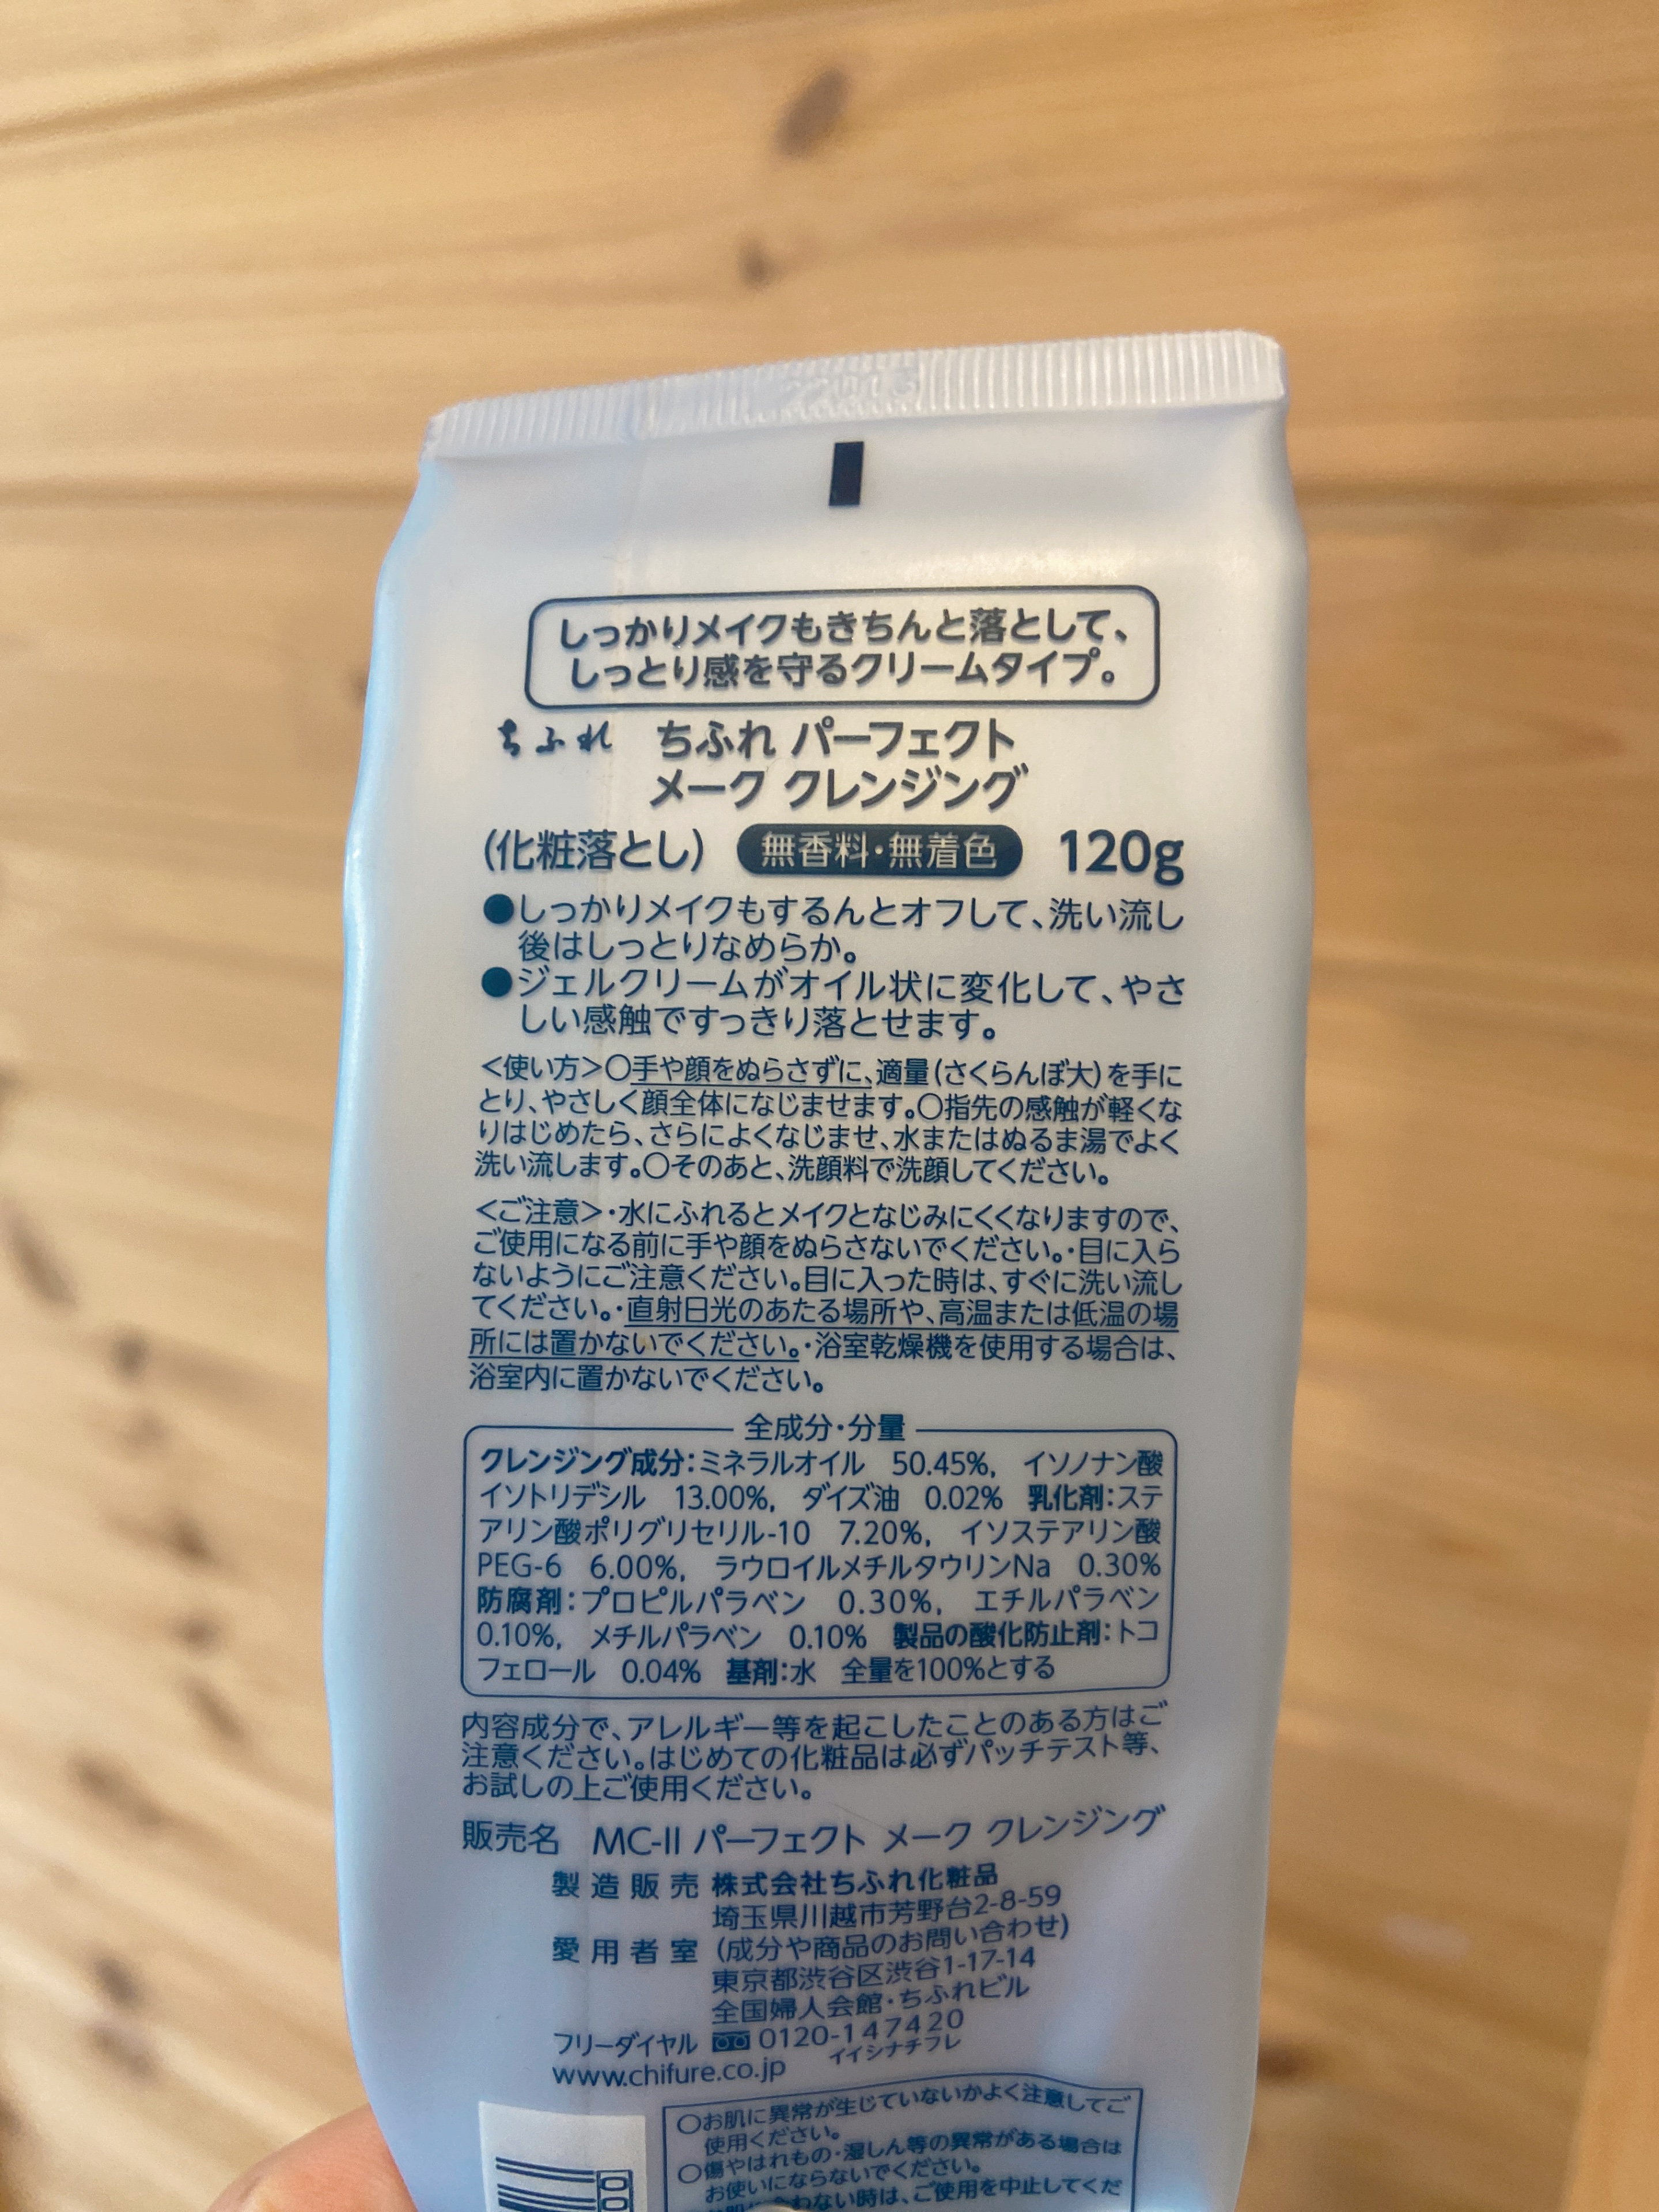 しっかりメイクもきちんと落として、
しっとり感を守るクリームタイプ。
ちふれ ちふれ パーフェクト
メーク クレンジング
(化粧落とし) 無香料・無着色 120g
●しっかりメイクもするんとオフして、洗い流し
後はしっとりなめらか。
●ジェルクリームがオイル状に変化して、やさ
しい感触ですっきり落とせます。
<使い方>○手や顔をぬらさずに、適量(さくらんぼ大)を手に
とり、やさしく顔全体になじませます。○指先の感触が軽くな
りはじめたら、さらによくなじませ、水またはぬるま湯でよく
洗い流します。○そのあと、洗顔料で洗顔してください。
<ご注意>・水にふれるとメイクとなじみにくくなりますので、
ご使用になる前に手や顔をぬらさないでください。・目に入ら
ないようにご注意ください。目に入った時は、すぐに洗い流し
てください。・直射日光のあたる場所や、高温または低温の場
所には置かないでください。・浴室乾燥機を使用する場合は、
浴室内に置かないでください。
全成分・分量
クレンジング成分:ミネラルオイル 50.45%, イソノナン酸
イソトリデシル 13.00%, ダイズ油 0.02% 乳化剤:ステ
アリン酸ポリグリセリル-10 7.20%, イソステアリン酸
PEG-6 6.00%, ラウロイルメチルタウリンNa 0.30%
防腐剤:プロピルパラベン 0.30%, エチルパラベン
0.10%, メチルパラベン 0.10% 製品の酸化防止剤:トコ
フェロール 0.04% 基剤:水 全量を100%とする
内容成分で、アレルギー等を起こしたことのある方はご
注意ください。はじめての化粧品は必ずパッチテスト等、
お試しの上ご使用ください。
販売名 MC-II パーフェクト メーク クレンジング
製造販売 株式会社ちふれ化粧品
埼玉県川越市芳野台2-8-59
愛用者室 (成分や商品のお問い合わせ)
東京都渋谷区渋谷1-17-14
全国婦人会館・ちふれビル
フリーダイヤル 0120-147420
イイシナチフレ
www.chifure.co.jp
○お肌に異常が生じていないかよく注意してご
使用ください。
○傷やはれもの・湿しん等の異常がある場合は
お使いにならないでください。
わない時は、ご使用を中止してくだ